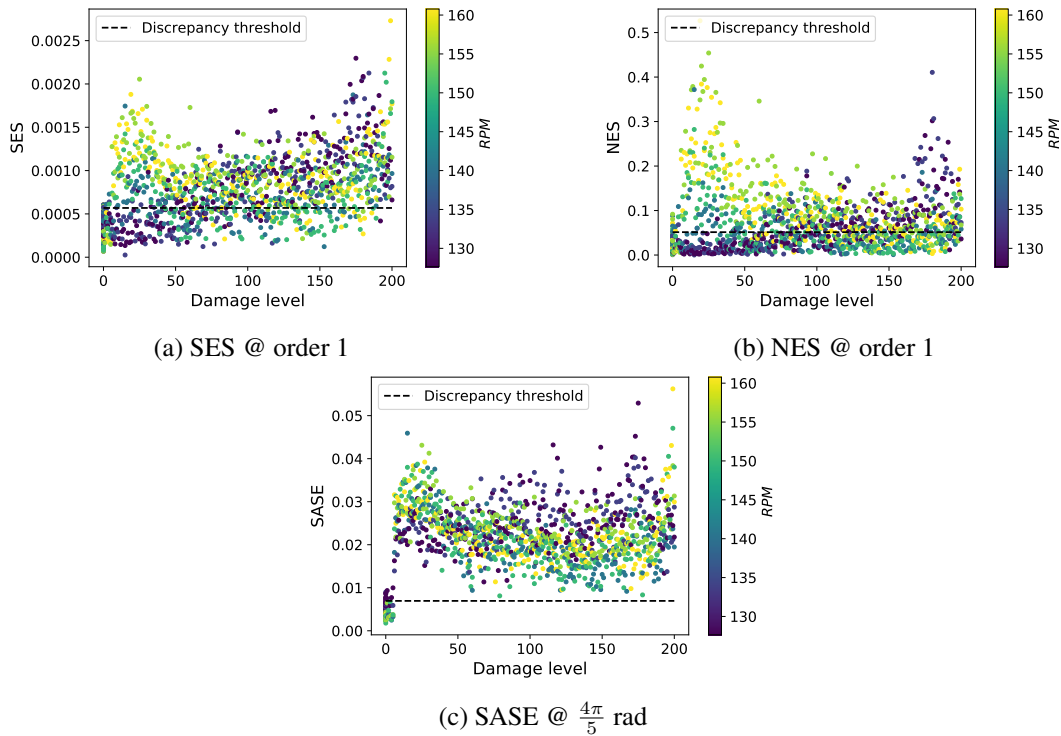 Discrepancy threshold
0.0025
0.0020
0.0015
0.0010
0.0005
0.0000
SES
0 50 100 150 200
Damage level
160
155
150
145
140
135
130
RPM
(a) SES @ order 1
Discrepancy threshold
0.5
0.4
0.3
0.2
0.1
0.0
NES
0 50 100 150 200
Damage level
160
155
150
145
140
135
130
RPM
(b) NES @ order 1
Discrepancy threshold
0.05
0.04
0.03
0.02
0.01
0.00
SASE
0 50 100 150 200
Damage level
160
155
150
145
140
135
130
RPM
(c) SASE @ 4π/5 rad